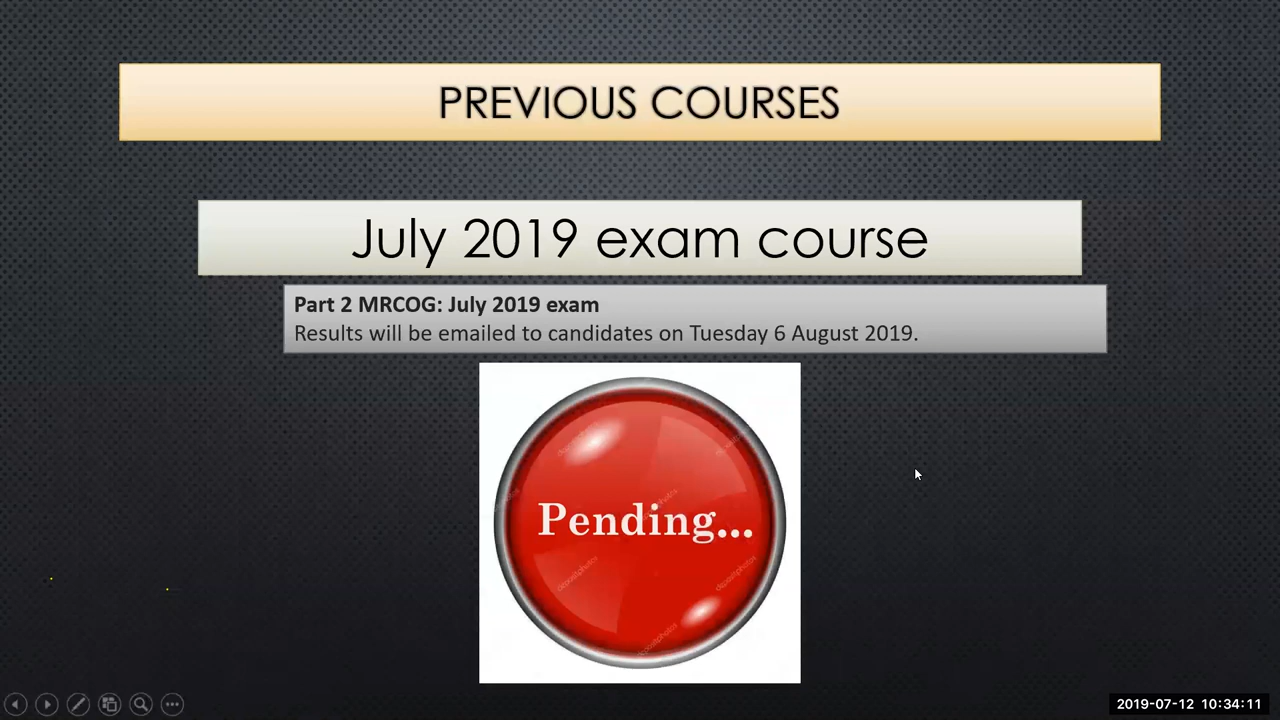 PREVIOUS COURSES
July 2019 exam course
Part 2 MRCOG: July 2019 exam
Results will be emailed to candidates on Tuesday 6 August 2019.
Pending...
2019-07-12 10:34:11